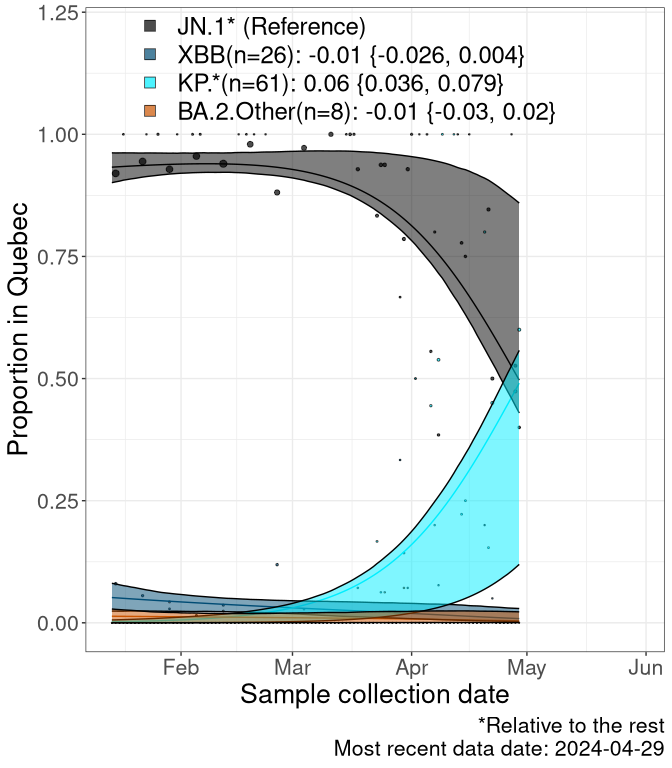 JN.1* (Reference)
XBB(n=26): -0.01 {-0.026, 0.004}
KP.*(n=61): 0.06 {0.036, 0.079}
BA.2.Other(n=8): -0.01 {-0.03, 0.02}
1.25
1.00
0.75
0.50
0.25
0.00
Proportion in Quebec
Feb Mar Apr May Jun
Sample collection date
*Relative to the rest
Most recent data date: 2024-04-29